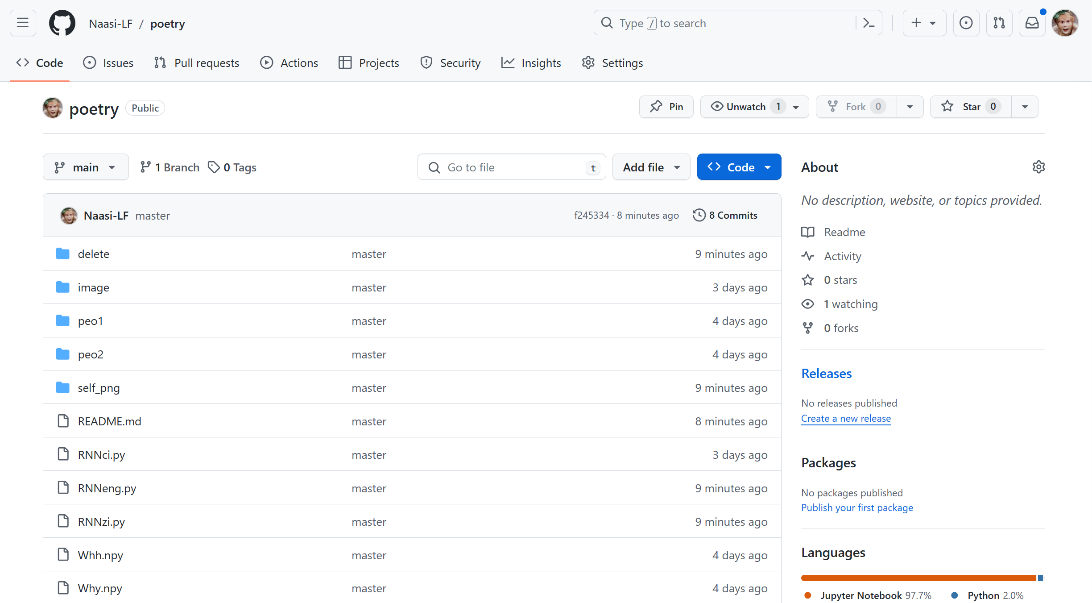 Naasi-LF / poetry
Type / to search
Code
Issues
Pull requests
Actions
Projects
Security
Insights
Settings
poetry Public
Pin
Unwatch 1
Fork 0
Star 0
main
1 Branch
0 Tags
Go to file t
Add file
Code
Naasi-LF master f245334 · 8 minutes ago 8 Commits
delete master 9 minutes ago
image master 3 days ago
peo1 master 4 days ago
peo2 master 4 days ago
self_png master 9 minutes ago
README.md master 8 minutes ago
RNNci.py master 3 days ago
RNNeng.py master 9 minutes ago
RNNzi.py master 9 minutes ago
Whh.npy master 4 days ago
Why.npy master 4 days ago
About
No description, website, or topics provided.
Readme
Activity
0 stars
1 watching
0 forks
Releases
No releases published
Create a new release
Packages
No packages published
Publish your first package
Languages
Jupyter Notebook 97.7% Python 2.0%